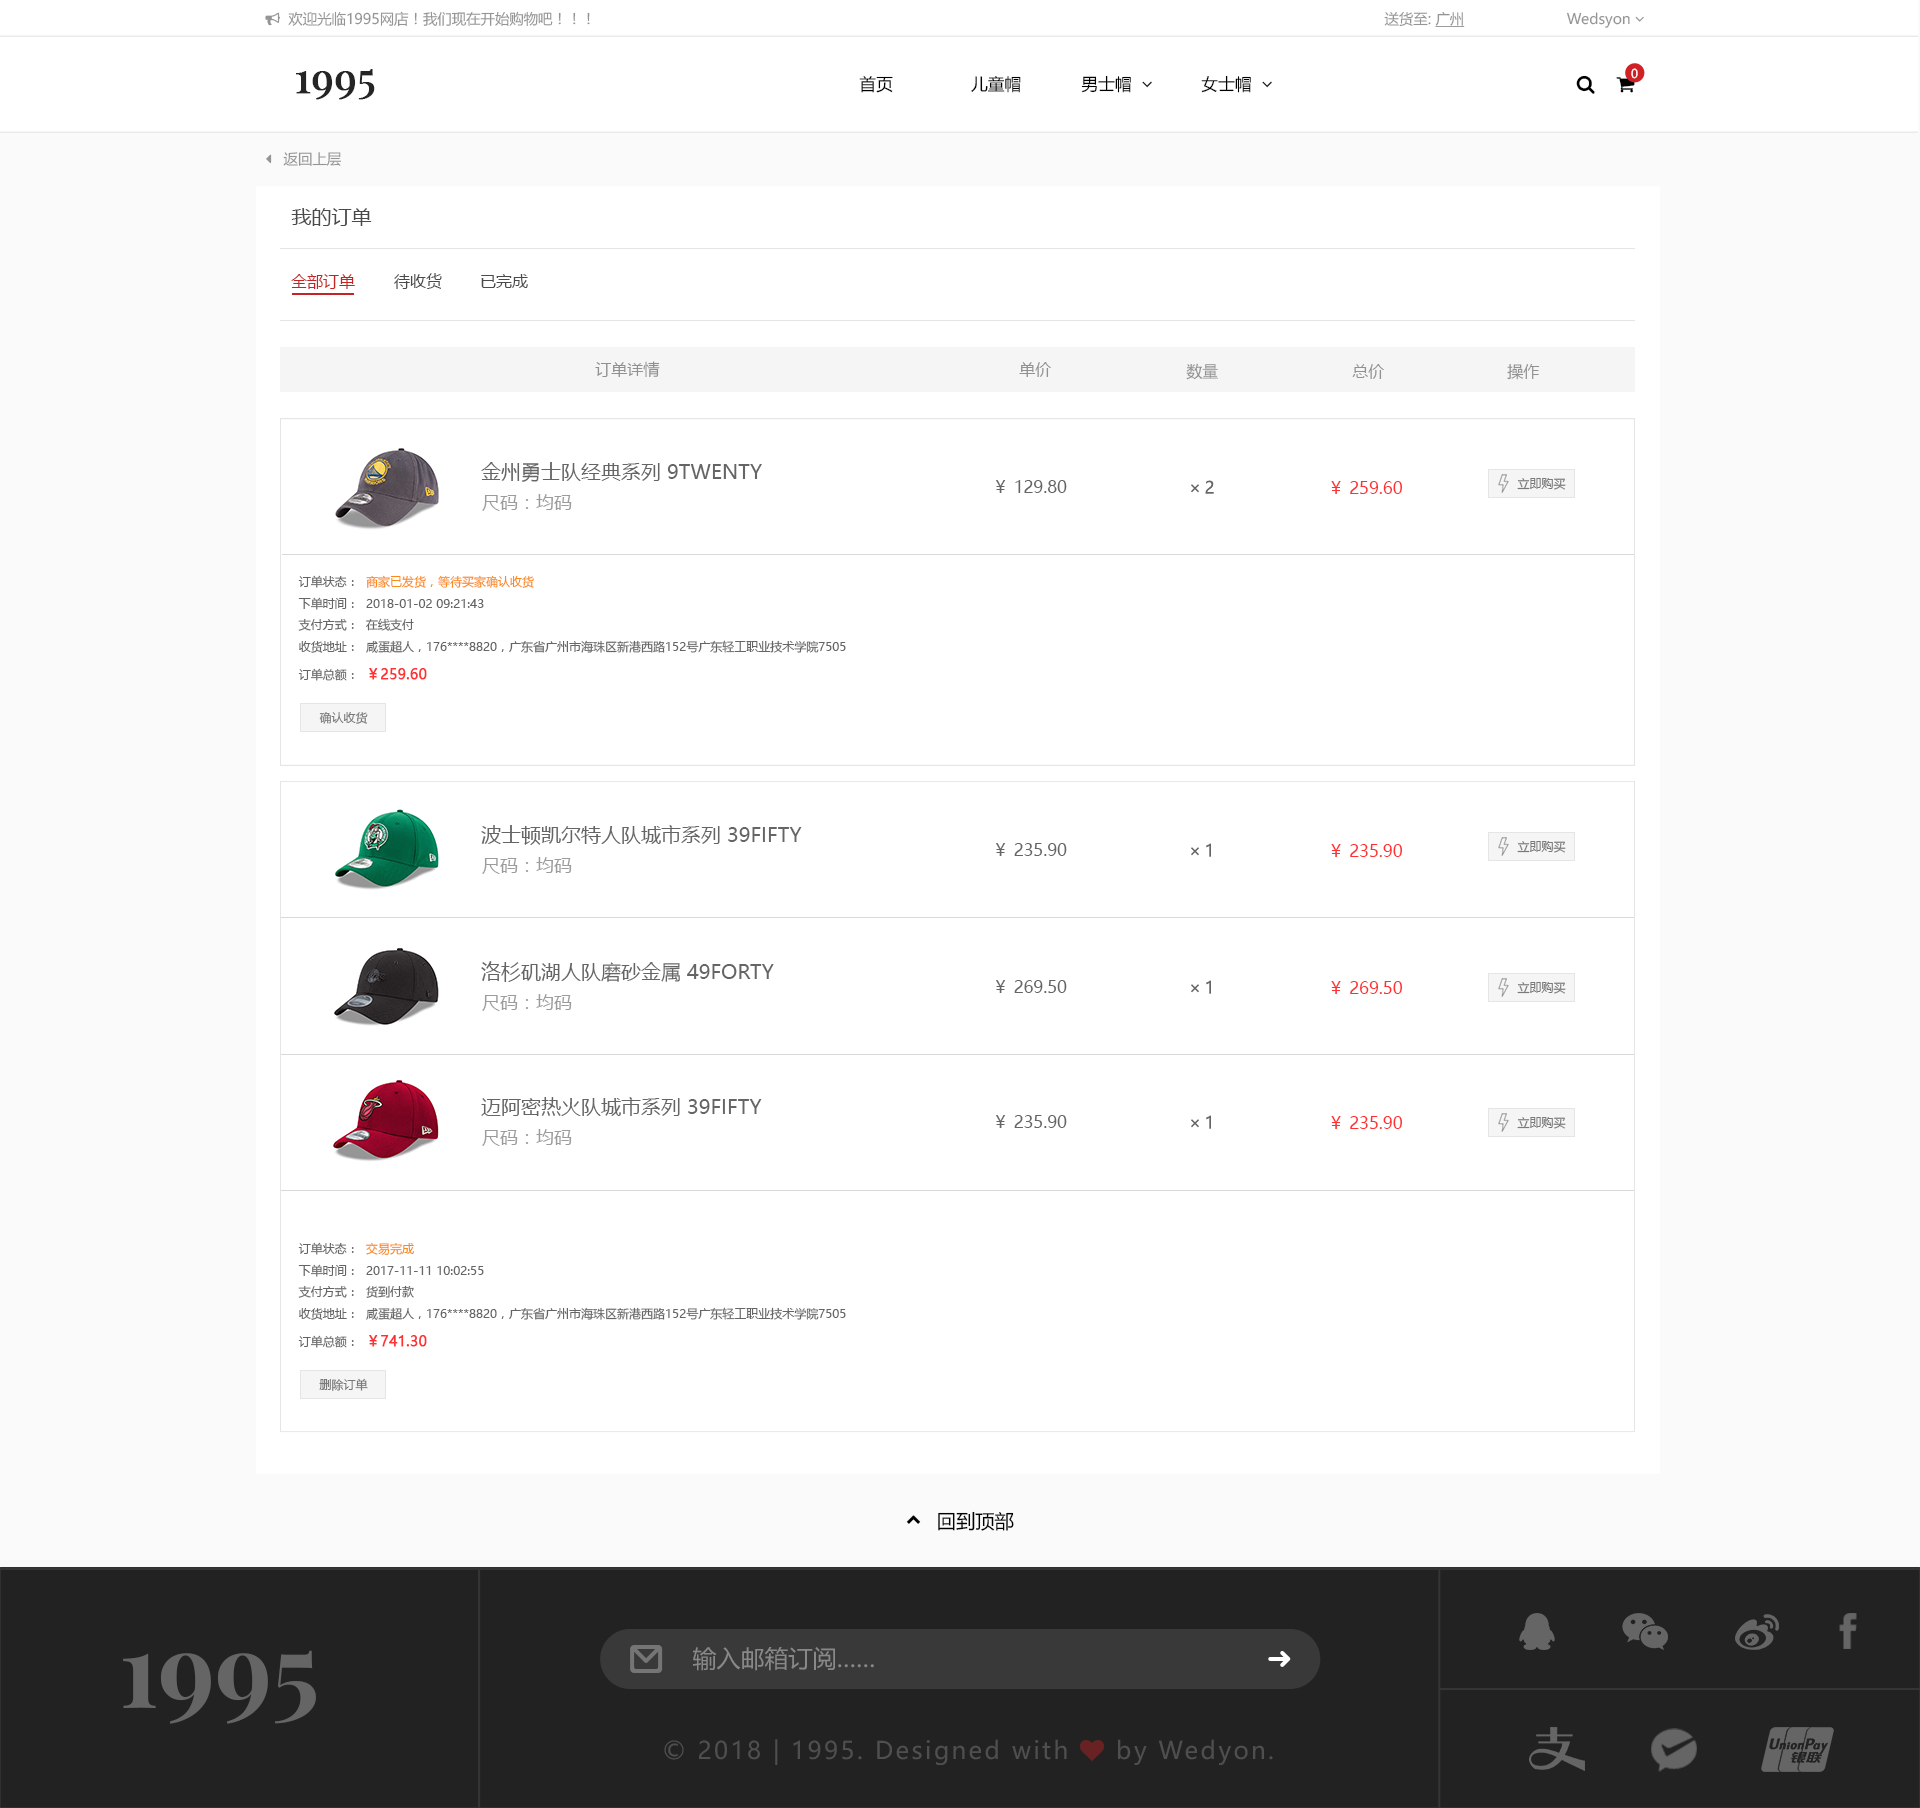 欢迎光临1995网店！我们现在开始购物吧！！！ 送货至: 广州 Wedsyon
1995 首页 儿童帽 男士帽 女士帽 0
返回上层
我的订单
全部订单 待收货 已完成
订单详情 单价 数量 总价 操作
金州勇士队经典系列 9TWENTY
尺码：均码
¥ 129.80 × 2 ¥ 259.60 立即购买
订单状态： 商家已发货，等待买家确认收货
下单时间： 2018-01-02 09:21:43
支付方式： 在线支付
收货地址： 咸蛋超人，176****8820，广东省广州市海珠区新港西路152号广东轻工职业技术学院7505
订单总额： ¥259.60
确认收货
波士顿凯尔特人队城市系列 39FIFTY
尺码：均码
¥ 235.90 × 1 ¥ 235.90 立即购买
洛杉矶湖人队磨砂金属 49FORTY
尺码：均码
¥ 269.50 × 1 ¥ 269.50 立即购买
迈阿密热火队城市系列 39FIFTY
尺码：均码
¥ 235.90 × 1 ¥ 235.90 立即购买
订单状态： 交易完成
下单时间： 2017-11-11 10:02:55
支付方式： 货到付款
收货地址： 咸蛋超人，176****8820，广东省广州市海珠区新港西路152号广东轻工职业技术学院7505
订单总额： ¥741.30
删除订单
回到顶部
1995
输入邮箱订阅......
© 2018 | 1995. Designed with ❤ by Wedyon.
支
UnionPay
银联